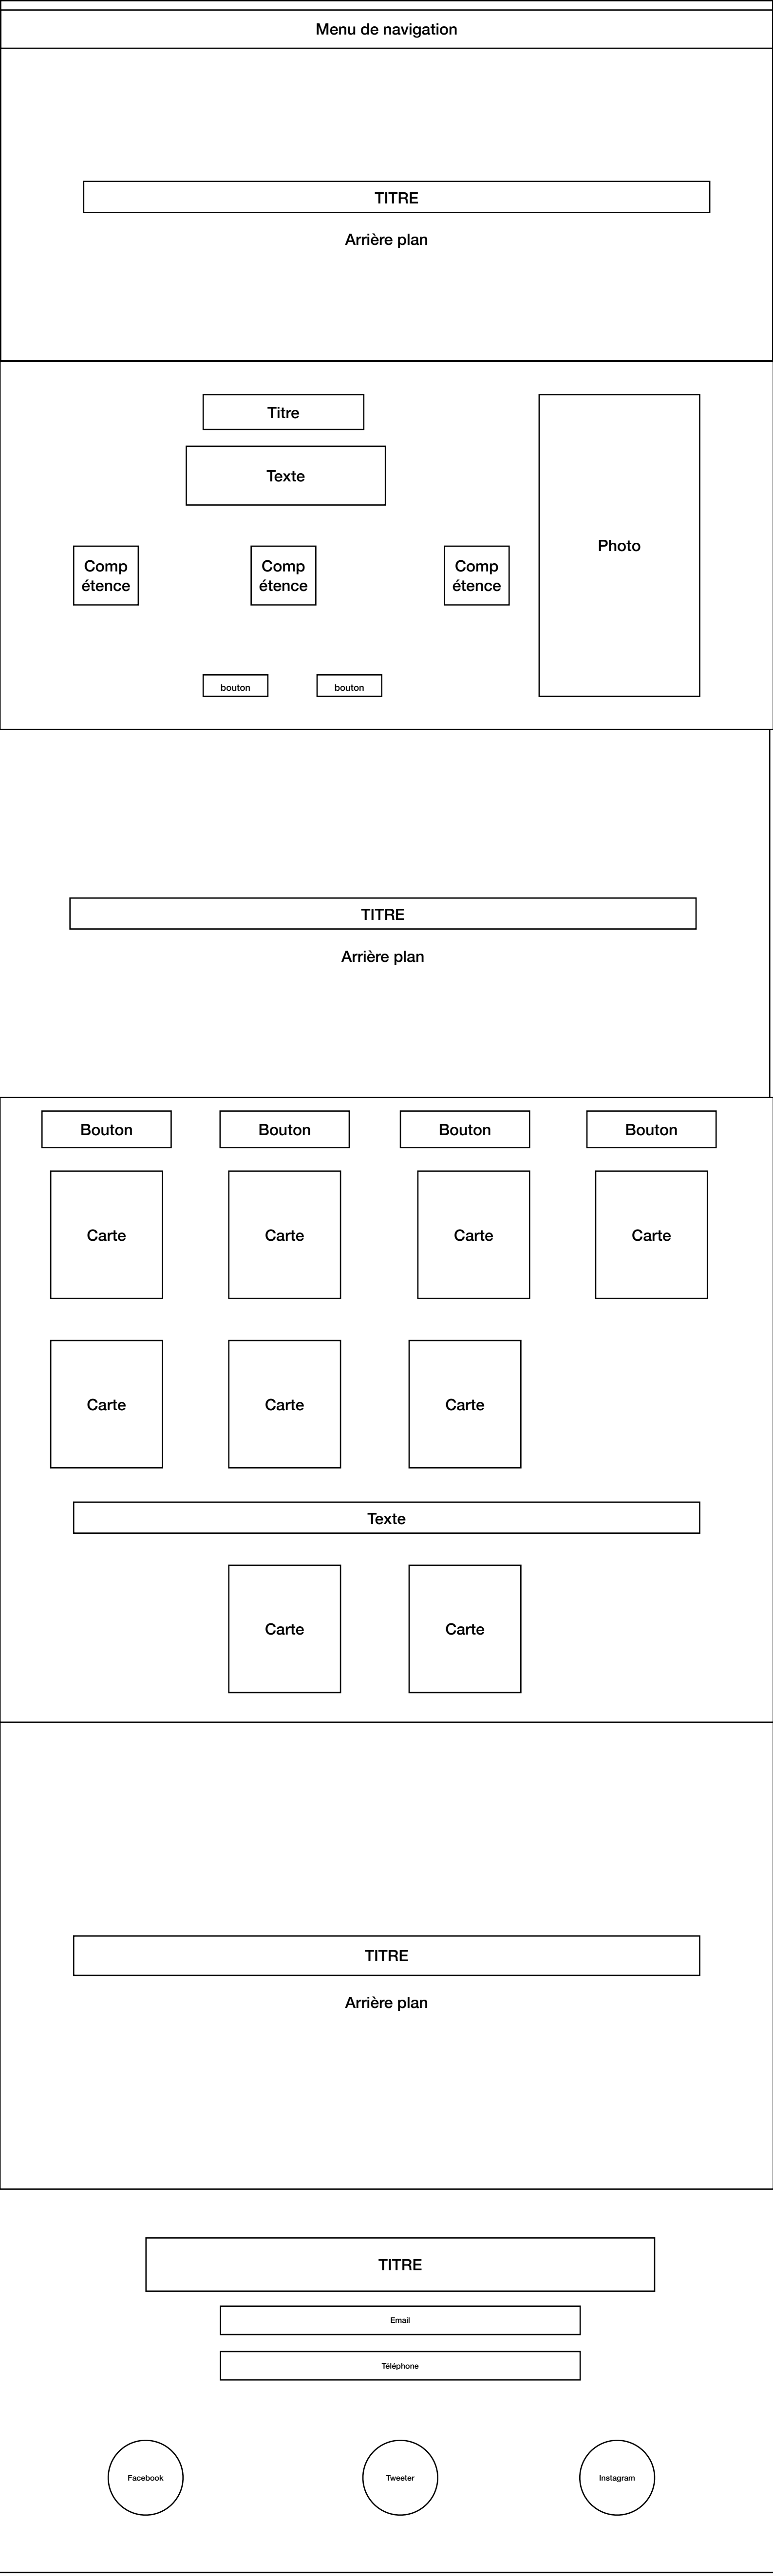 Menu de navigation
TITRE
Arrière plan
Titre
Texte
Photo
Comp
étence
Comp
étence
Comp
étence
bouton
bouton
TITRE
Arrière plan
Bouton
Bouton
Bouton
Bouton
Carte
Carte
Carte
Carte
Carte
Carte
Carte
Texte
Carte
Carte
TITRE
Arrière plan
TITRE
Email
Téléphone
Facebook
Tweeter
Instagram